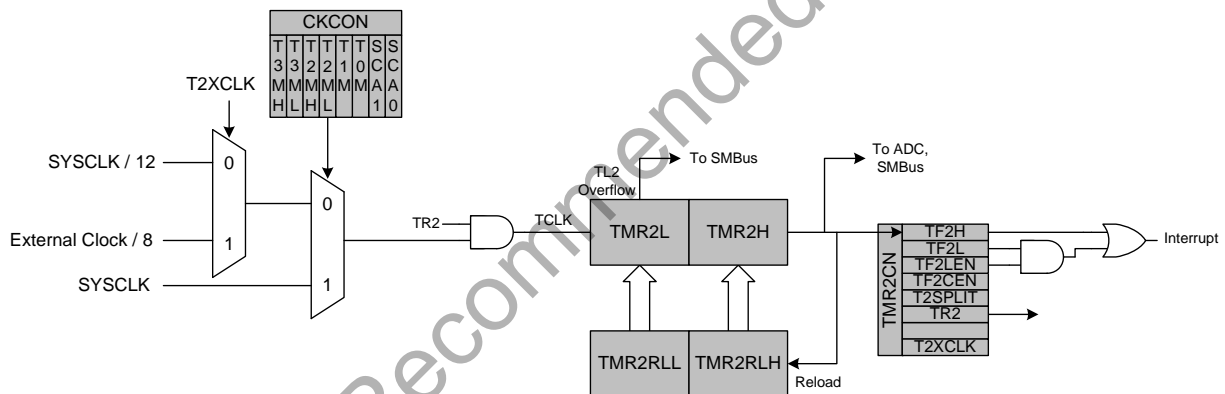 CKCON
T3MH
T3ML
T2MH
T2ML
T1M
T0M
SCA1
SCA0
T2XCLK
SYSCLK / 12
0
External Clock / 8
1
SYSCLK
0
1
TR2
TCLK
TL2
Overflow
To SMBus
TMR2L
TMR2H
To ADC,
SMBus
TMR2RLL
TMR2RLH
Reload
TMR2CN
TF2H
TF2L
TF2LEN
TF2CEN
T2SPLIT
TR2
T2XCLK
Interrupt
Recommended